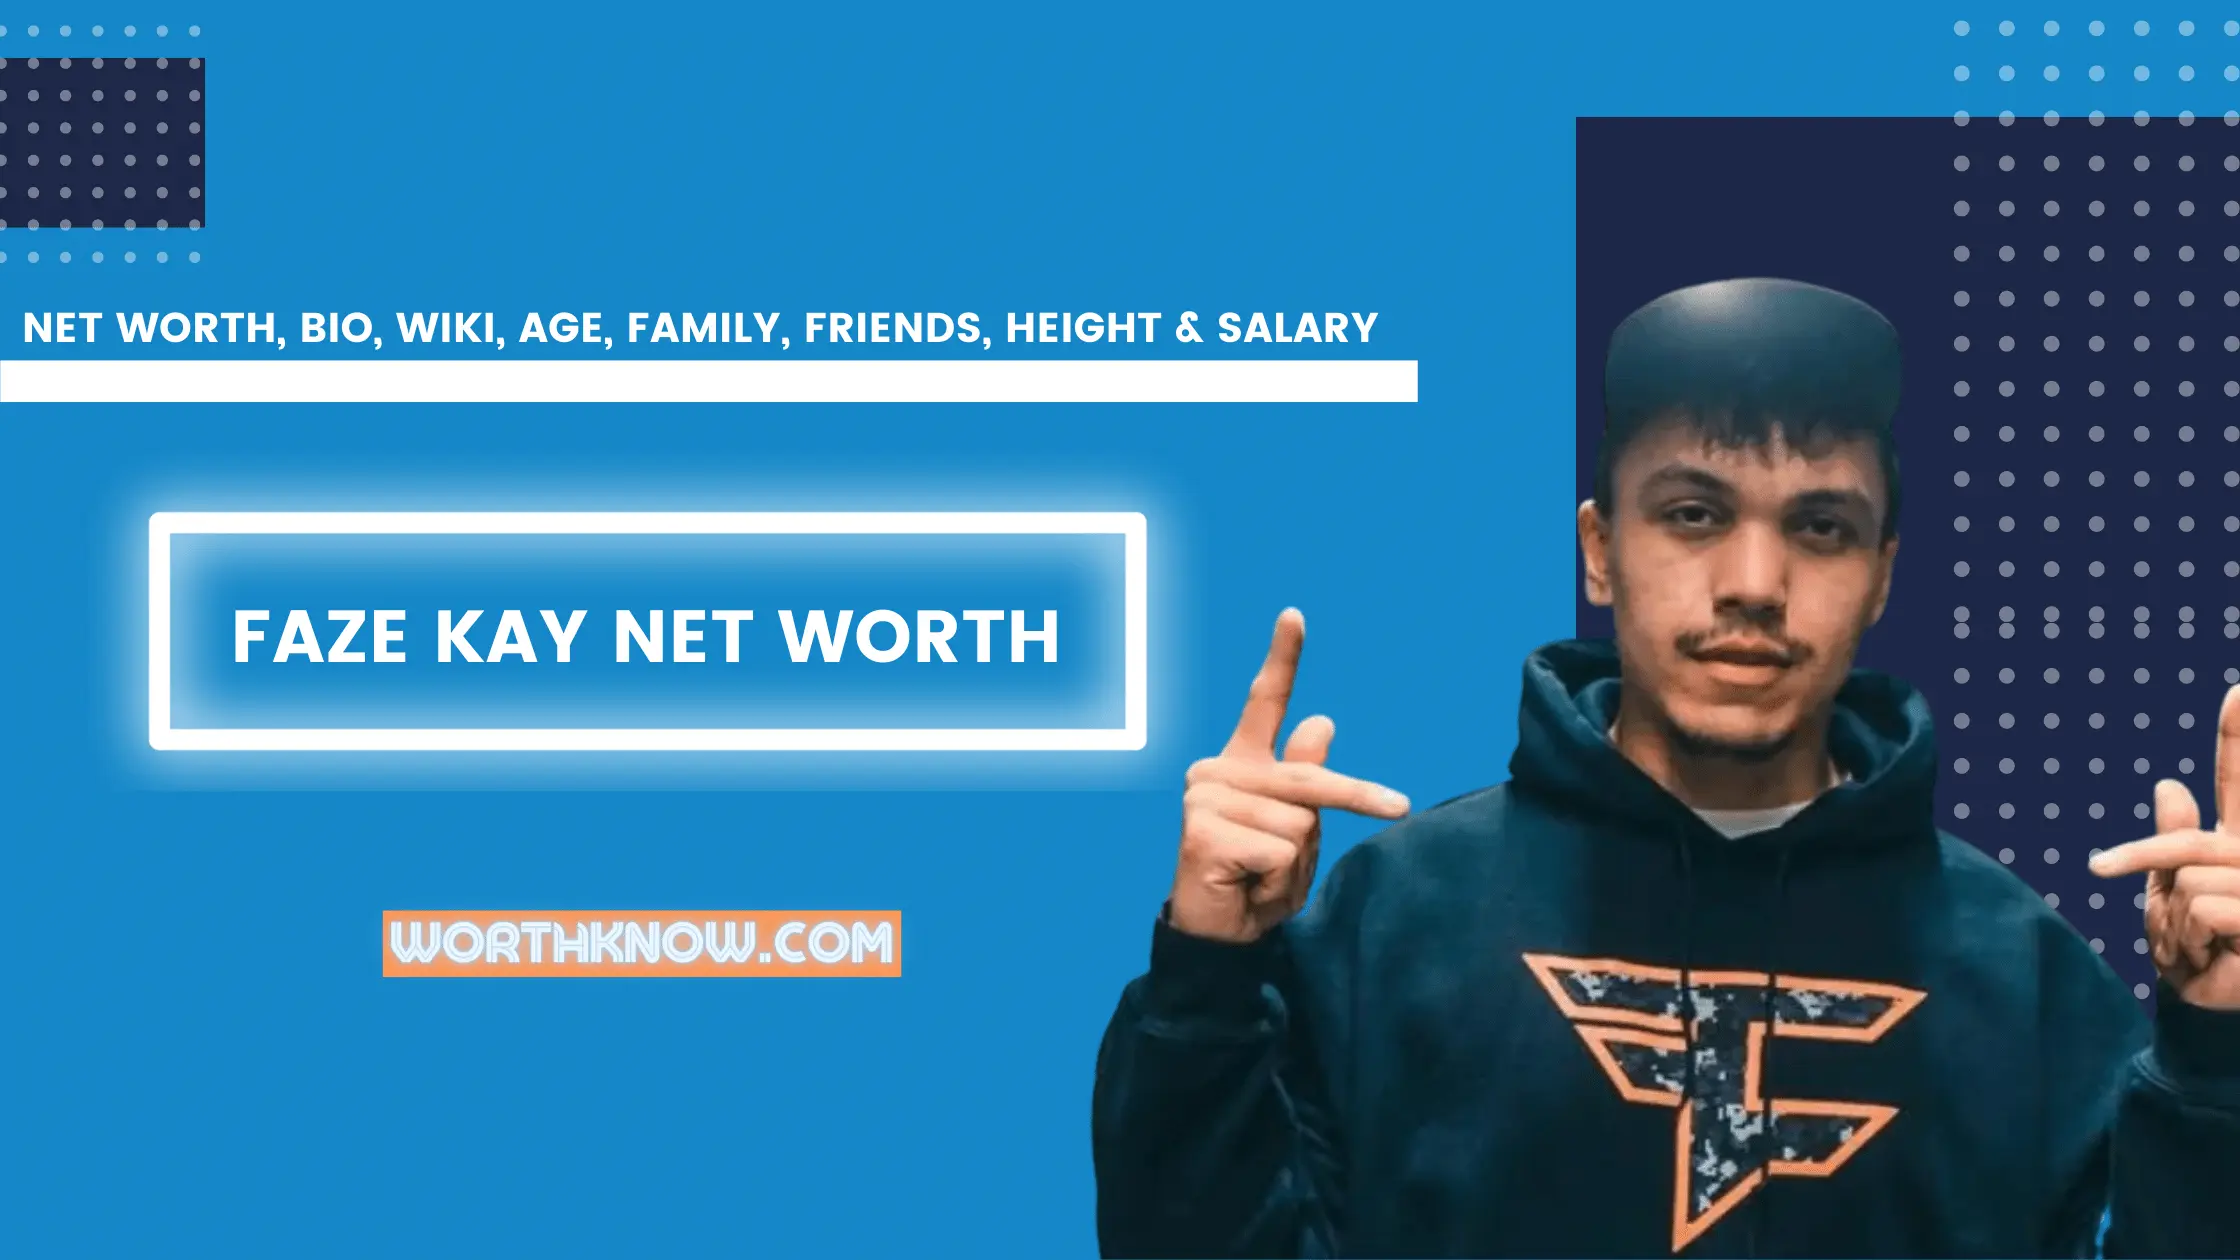 NET WORTH, BIO, WIKI, AGE, FAMILY, FRIENDS, HEIGHT & SALARY
FAZE KAY NET WORTH
WORTHKNOW.COM